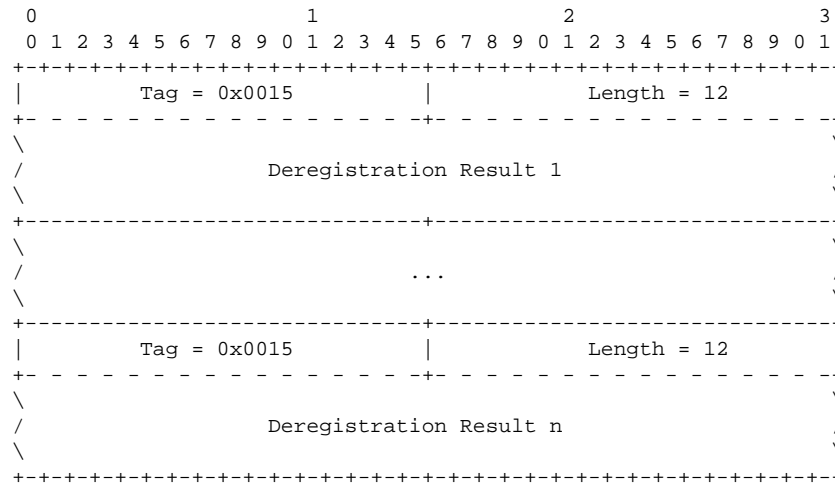 0                   1                   2                   3
 0 1 2 3 4 5 6 7 8 9 0 1 2 3 4 5 6 7 8 9 0 1 2 3 4 5 6 7 8 9 0 1
+-+-+-+-+-+-+-+-+-+-+-+-+-+-+-+-+-+-+-+-+-+-+-+-+-+-+-+-+-+-+-+-
|         Tag = 0x0015          |            Length = 12
+- - - - - - - - - - - - - - - -+- - - - - - - - - - - - - - - --
\                                                               \
/                   Deregistration Result 1                     /
\                                                               \
+-------------------------------+--------------------------------
\                                                               \
/                              ...                              /
\                                                               \
+-------------------------------+--------------------------------
|         Tag = 0x0015          |            Length = 12
+- - - - - - - - - - - - - - - -+- - - - - - - - - - - - - - - --
\                                                               \
/                   Deregistration Result n                     /
\                                                               \
+-+-+-+-+-+-+-+-+-+-+-+-+-+-+-+-+-+-+-+-+-+-+-+-+-+-+-+-+-+-+-+-